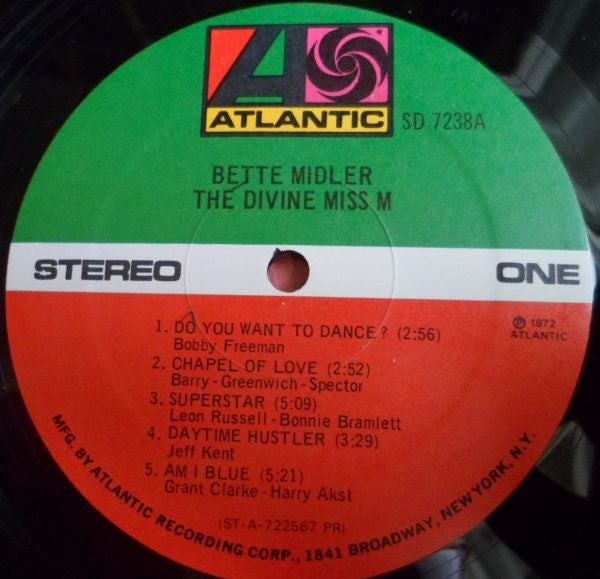 ATLANTIC
SD 7238A
BETTE MIDLER
THE DIVINE MISS M
STEREO
ONE
℗ 1972
ATLANTIC
1. DO YOU WANT TO DANCE? (2:56)
Bobby Freeman
2. CHAPEL OF LOVE (2:52)
Barry - Greenwich - Spector
3. SUPERSTAR (5:09)
Leon Russell - Bonnie Bramlett
4. DAYTIME HUSTLER (3:29)
Jeff Kent
5. AM I BLUE (5:21)
Grant Clarke - Harry Akst
(ST-A-722567 PR)
MFG. BY ATLANTIC RECORDING CORP., 1841 BROADWAY, NEW YORK, N.Y.